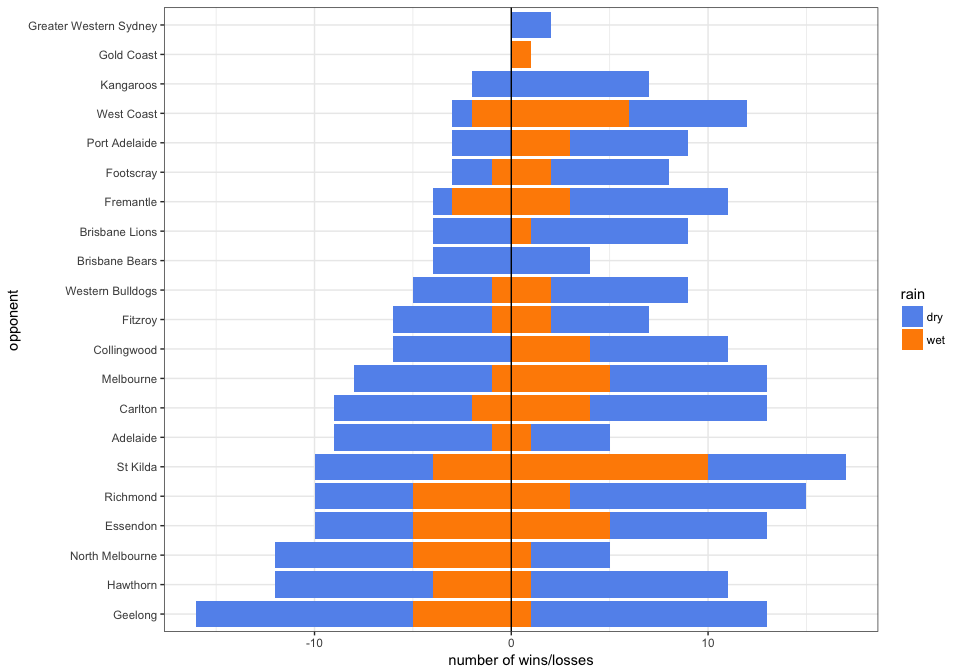 Greater Western Sydney
Gold Coast
Kangaroos
West Coast
Port Adelaide
Footscray
Fremantle
Brisbane Lions
Brisbane Bears
Western Bulldogs
Fitzroy
Collingwood
Melbourne
Carlton
Adelaide
St Kilda
Richmond
Essendon
North Melbourne
Hawthorn
Geelong
opponent
-10
0
10
number of wins/losses
rain
dry
wet